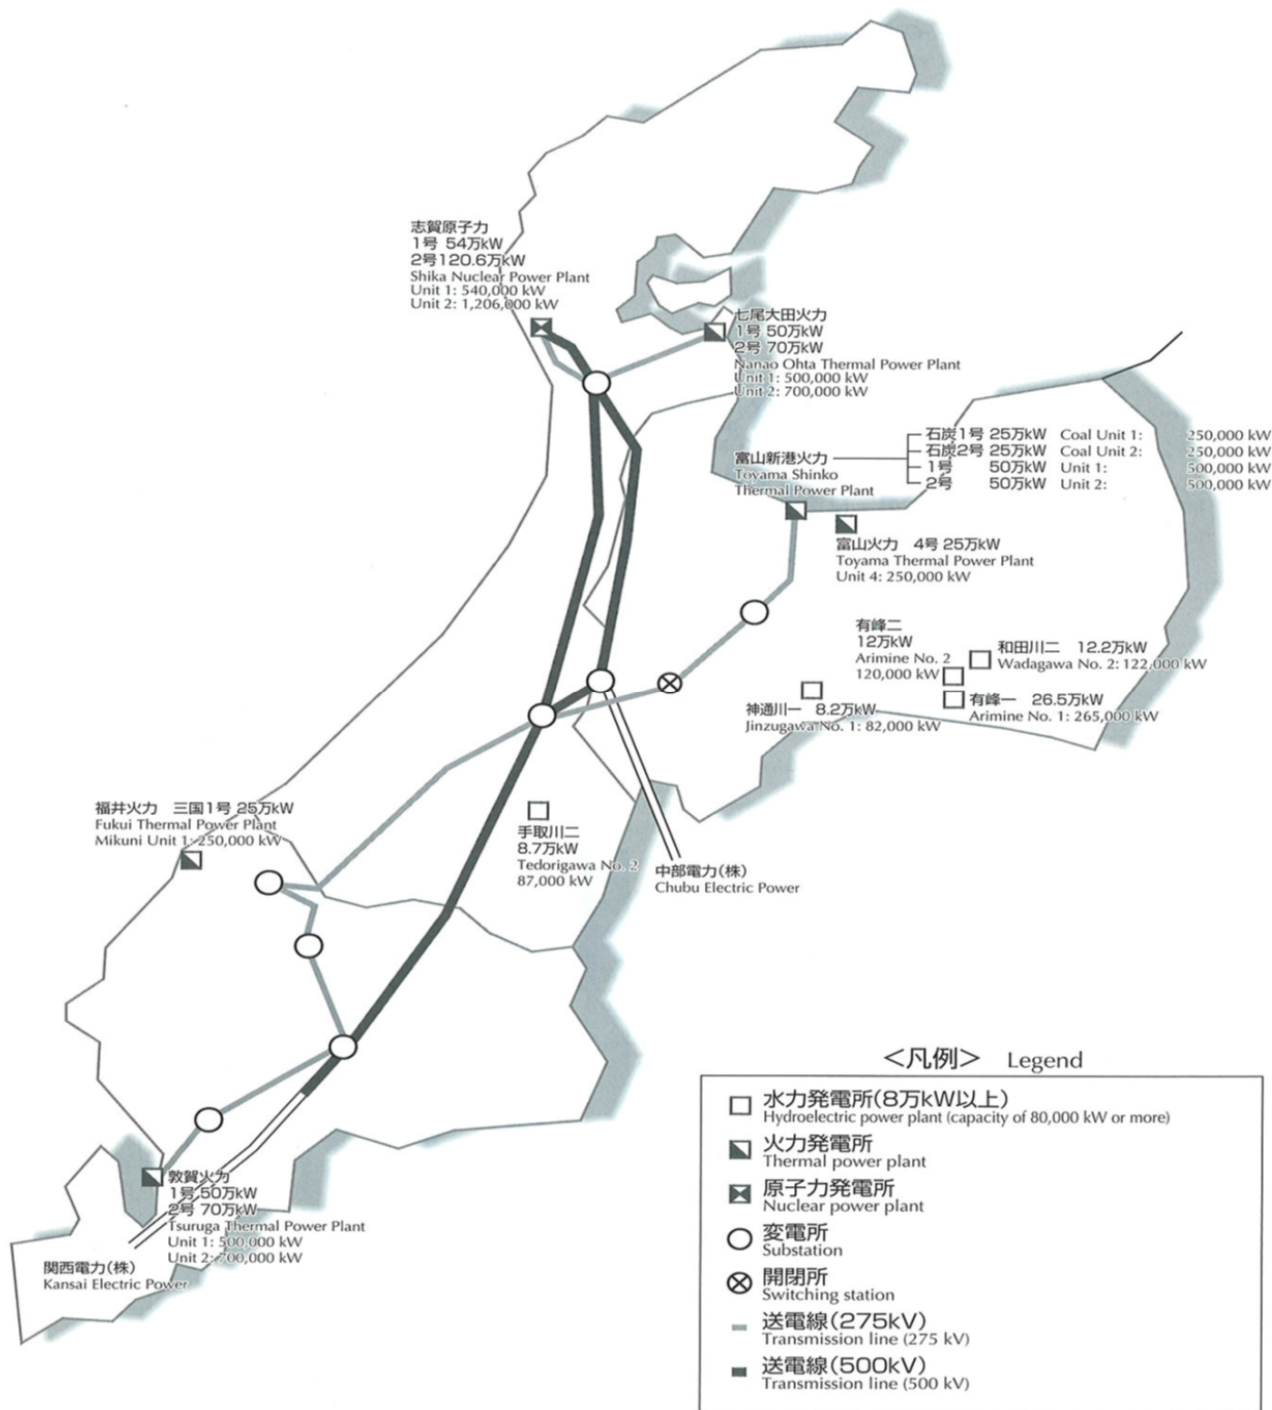 志賀原子力
1号 54万kW
2号120.6万kW
Shika Nuclear Power Plant
Unit 1: 540,000 kW
Unit 2: 1,206,000 kW
七尾大田火力
1号 50万kW
2号 70万kW
Nanao Ohta Thermal Power Plant
Unit 1: 500,000 kW
Unit 2: 700,000 kW
富山新港火力
Toyama Shinko
Thermal Power Plant
石炭1号 25万kW Coal Unit 1: 250,000 kW
石炭2号 25万kW Coal Unit 2: 250,000 kW
1号 50万kW Unit 1: 500,000 kW
2号 50万kW Unit 2: 500,000 kW
富山火力 4号 25万kW
Toyama Thermal Power Plant
Unit 4: 250,000 kW
有峰二
12万kW
Arimine No. 2
120,000 kW
和田川二 12.2万kW
Wadagawa No. 2: 122,000 kW
有峰一 26.5万kW
Arimine No. 1: 265,000 kW
神通川一 8.2万kW
Jinzugawa No. 1: 82,000 kW
福井火力 三国1号 25万kW
Fukui Thermal Power Plant
Mikuni Unit 1: 250,000 kW
手取川二
8.7万kW
Tedorigawa No. 2
87,000 kW
中部電力(株)
Chubu Electric Power
敦賀火力
1号 50万kW
2号 70万kW
Tsuruga Thermal Power Plant
Unit 1: 500,000 kW
Unit 2: 700,000 kW
関西電力(株)
Kansai Electric Power
<凡例> Legend
水力発電所(8万kW以上)
Hydroelectric power plant (capacity of 80,000 kW or more)
火力発電所
Thermal power plant
原子力発電所
Nuclear power plant
変電所
Substation
開閉所
Switching station
送電線(275kV)
Transmission line (275 kV)
送電線(500kV)
Transmission line (500 kV)